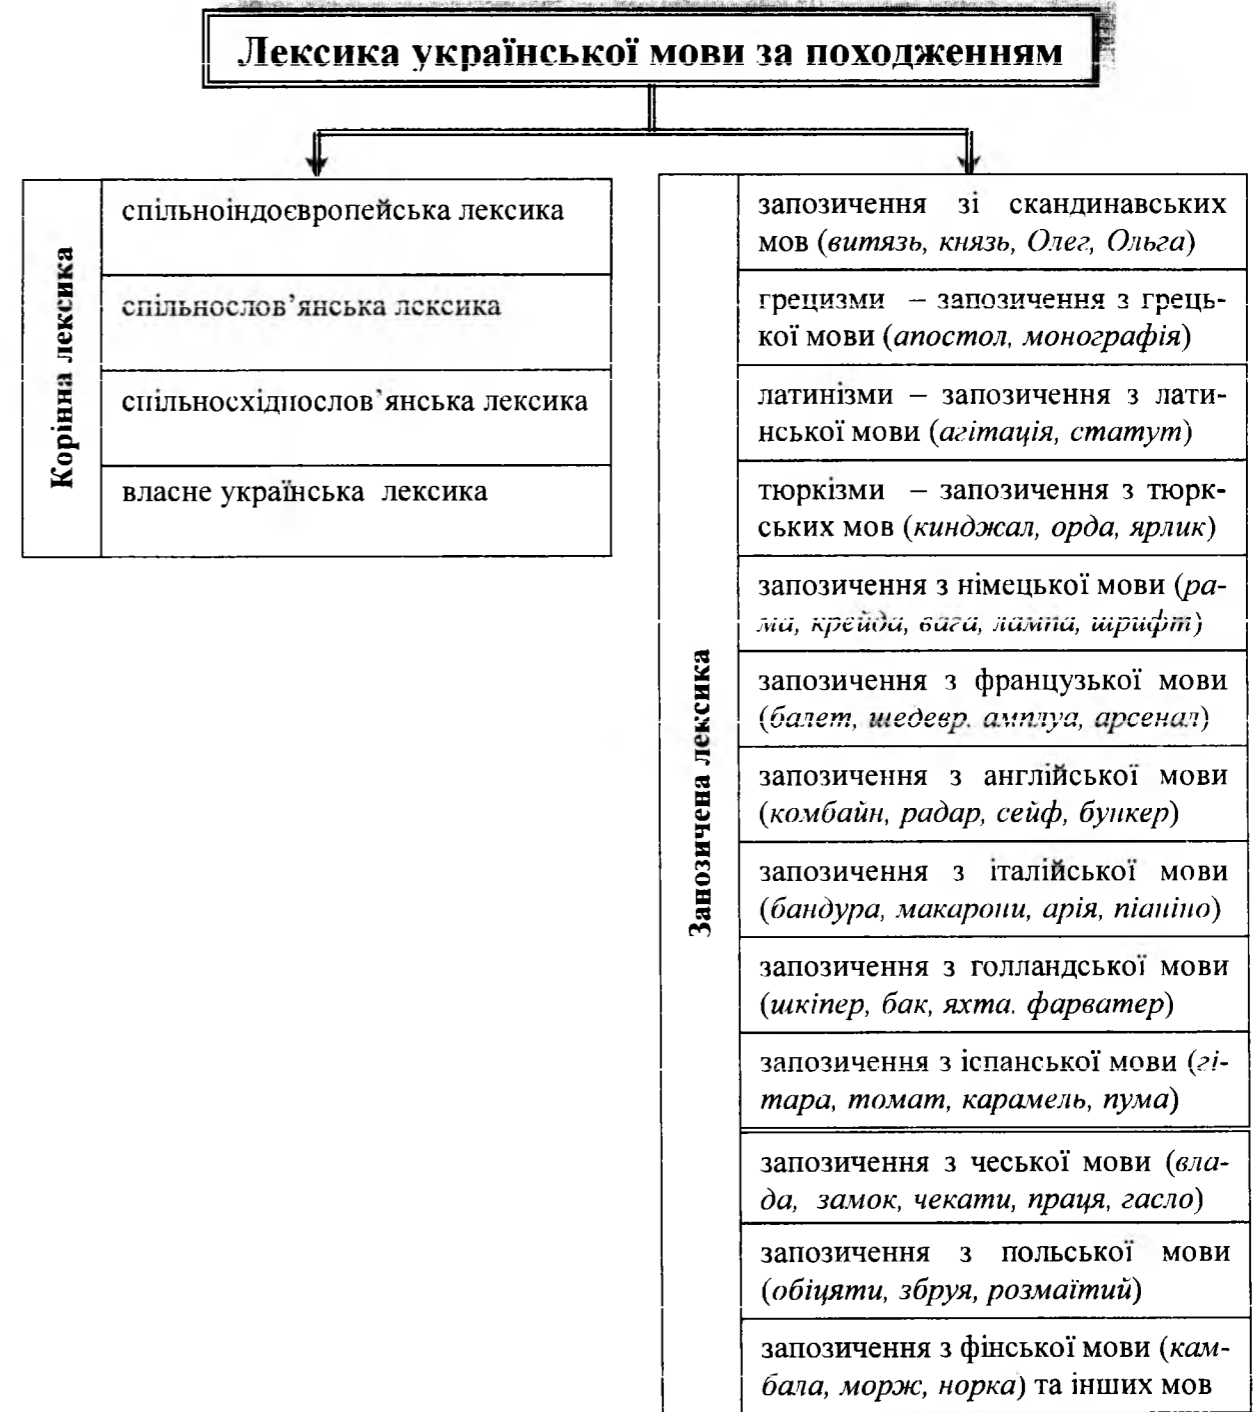 Лексика української мови за походженням
Корінна лексика
спільноіндоєвропейська лексика
спільнослов’янська лексика
спільносхіднослов’янська лексика
власне українська лексика
Запозичена лексика
запозичення зі скандинавських
мов (витязь, князь, Олег, Ольга)
грецизми – запозичення з грець-
кої мови (апостол, монографія)
латинізми – запозичення з лати-
нської мови (агітація, статут)
тюркізми – запозичення з тюрк-
ських мов (кинджал, орда, ярлик)
запозичення з німецької мови (ра-
ма, крейда, вага, лампа, шрифт)
запозичення з французької мови
(балет, шедевр, амплуа, арсенал)
запозичення з англійської мови
(комбайн, радар, сейф, бункер)
запозичення з італійської мови
(бандура, макарони, арія, піаніно)
запозичення з голландської мови
(шкіпер, бак, яхта, фарватер)
запозичення з іспанської мови (гі-
тара, томат, карамель, пума)
запозичення з чеської мови (вла-
да, замок, чекати, праця, гасло)
запозичення з польської мови
(обіцяти, збруя, розмаїтий)
запозичення з фінської мови (кам-
бала, морж, норка) та інших мов